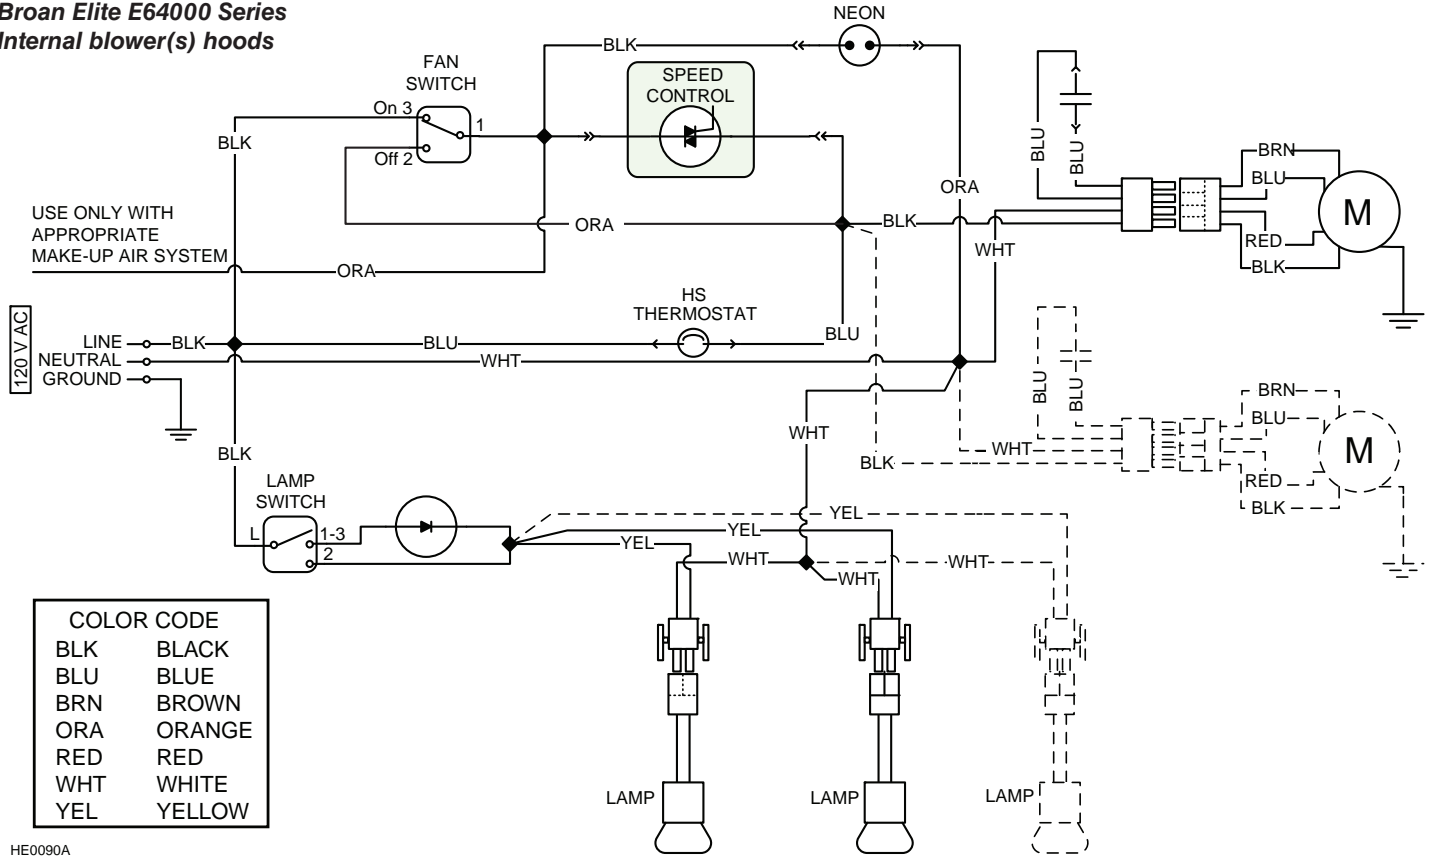 Broan Elite E64000 Series
Internal blower(s) hoods
NEON
BLK
FAN
SWITCH
SPEED
CONTROL
On 3
1
Off 2
BLK
BLU
BLU
BRN
BLU
M
RED
BLK
ORA
USE ONLY WITH
APPROPRIATE
MAKE-UP AIR SYSTEM
ORA
BLK
WHT
ORA
HS
THERMOSTAT
BLU
120 V AC
LINE
BLK
BLU
NEUTRAL
WHT
GROUND
BLU
BLU
BRN
BLU
M
RED
BLK
WHT
WHT
BLK
BLK
LAMP
SWITCH
L
1-3
2
YEL
YEL
YEL
WHT
WHT
WHT
COLOR CODE
BLK BLACK
BLU BLUE
BRN BROWN
ORA ORANGE
RED RED
WHT WHITE
YEL YELLOW
LAMP
LAMP
LAMP
HE0090A